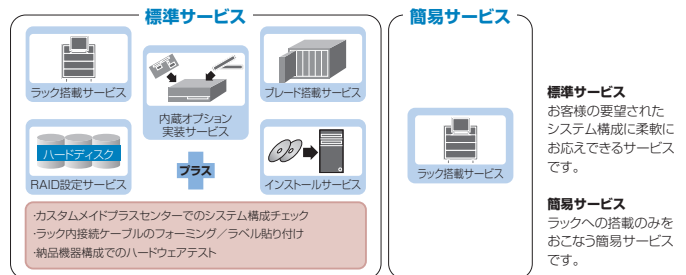 標準サービス
ラック搭載サービス
内蔵オプション
実装サービス
ブレード搭載サービス
ハードディスク
RAID設定サービス
プラス
インストールサービス
・カスタムメイドプラスセンターでのシステム構成チェック
・ラック内接続ケーブルのフォーミング／ラベル貼り付け
・納品機器構成でのハードウェアテスト
簡易サービス
ラック搭載サービス
標準サービス
お客様の要望された
システム構成に柔軟に
お応えできるサービス
です。
簡易サービス
ラックへの搭載のみを
おこなう簡易サービス
です。